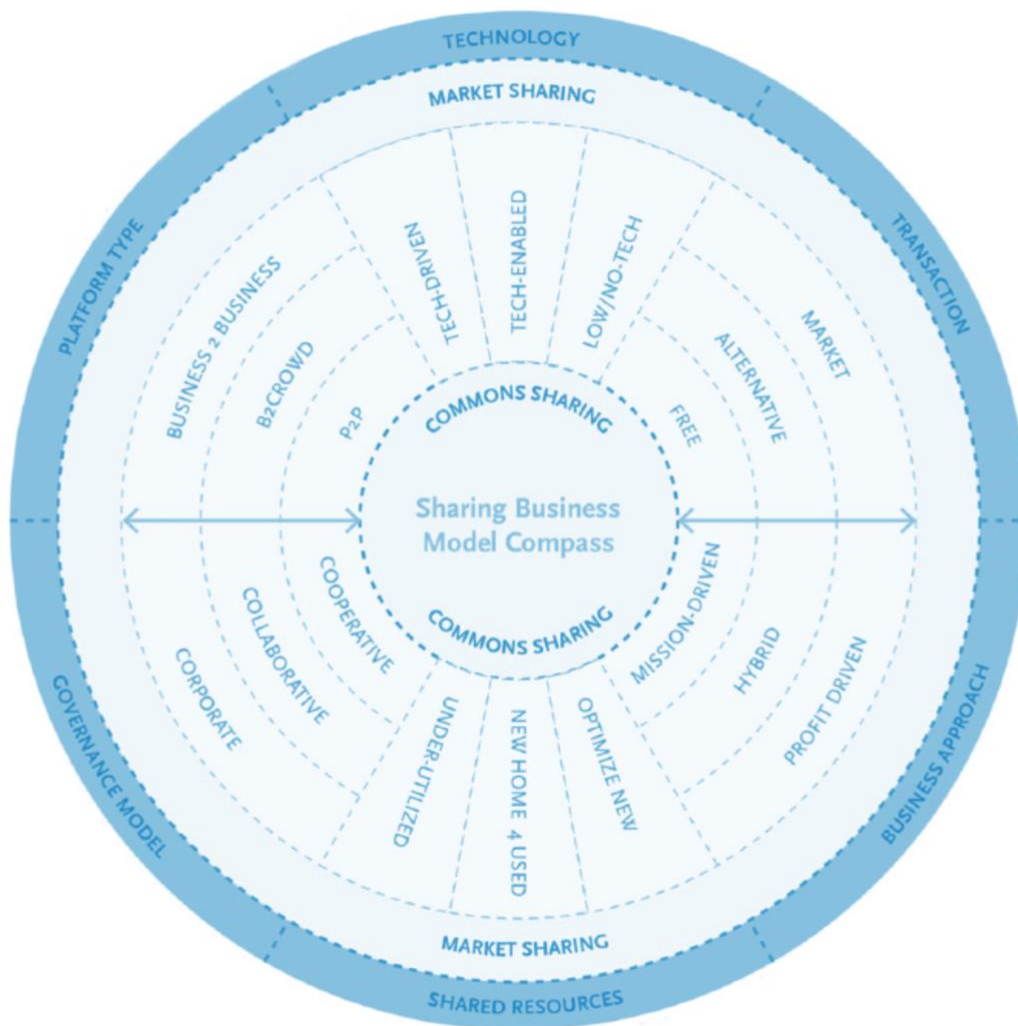 TECHNOLOGY
MARKET SHARING
PLATFORM TYPE
TRANSACTION
BUSINESS 2 BUSINESS
B2CROWD
P2P
TECH-DRIVEN
TECH-ENABLED
LOW/NO-TECH
FREE
ALTERNATIVE
MARKET
COMMONS SHARING
Sharing Business
Model Compass
COMMONS SHARING
CORPORATE
COLLABORATIVE
COOPERATIVE
UNDER-UTILIZED
NEW HOME 4 USED
OPTIMIZE NEW
MISSION-DRIVEN
HYBRID
PROFIT DRIVEN
GOVERNANCE MODEL
BUSINESS APPROACH
MARKET SHARING
SHARED RESOURCES